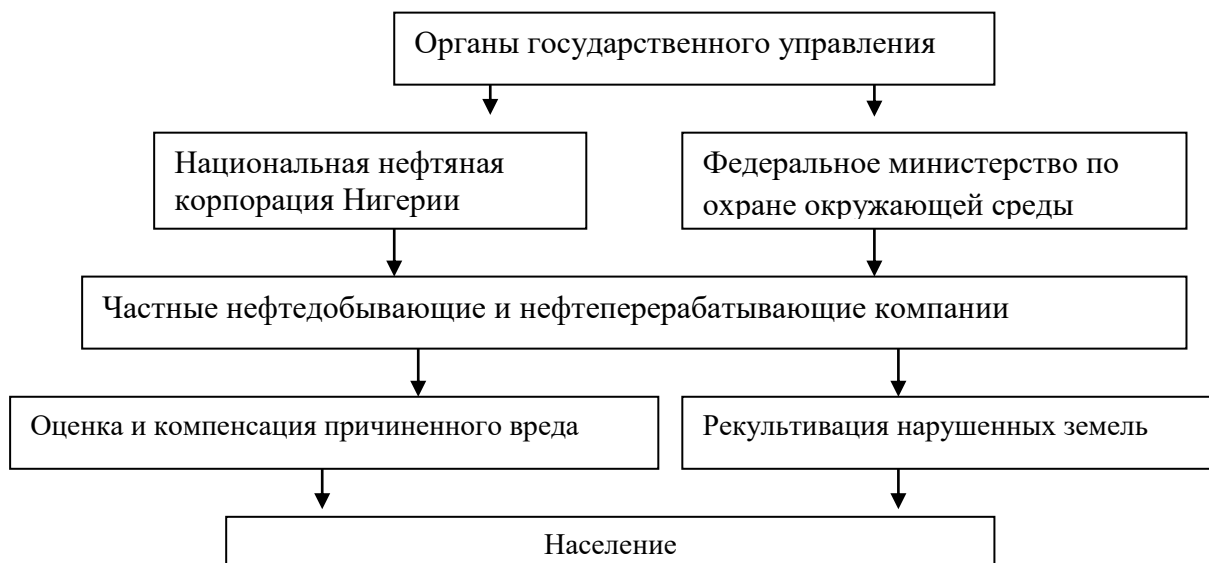 Органы государственного управления
Национальная нефтяная
корпорация Нигерии
Федеральное министерство по
охране окружающей среды
Частные нефтедобывающие и нефтеперерабатывающие компании
Оценка и компенсация причиненного вреда
Рекультивация нарушенных земель
Население